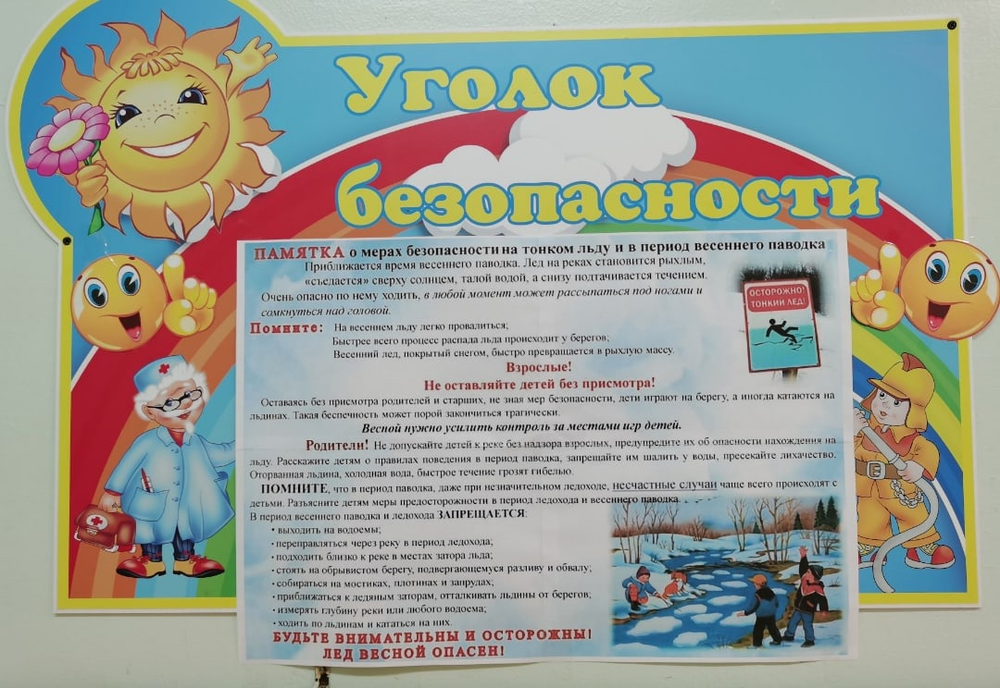 Уголок
безопасности
ПАМЯТКА о мерах безопасности на тонком льду и в период весеннего паводка
Приближается время весеннего паводка. Лед на реках становится рыхлым,
«съедается» сверху солнцем, талой водой, а снизу подтачивается течением.
Очень опасно по нему ходить, в любой момент может рассыпаться под ногами и
сомкнуться над головой.
ОСТОРОЖНО!
ТОНКИЙ ЛЕД!
Помните: На весеннем льду легко провалиться;
Быстрее всего процесс распада льда происходит у берегов;
Весенний лед, покрытый снегом, быстро превращается в рыхлую массу.
Взрослые!
Не оставляйте детей без присмотра!
Оставаясь без присмотра родителей и старших, не зная мер безопасности, дети играют на берегу, а иногда катаются на
льдинах. Такая беспечность может порой закончиться трагически.
Весной нужно усилить контроль за местами игр детей.
Родители! Не допускайте детей к реке без надзора взрослых, предупредите их об опасности нахождения на
льду. Расскажите детям о правилах поведения в период паводка, запрещайте им шалить у воды, пресекайте лихачество.
Оторванная льдина, холодная вода, быстрое течение грозят гибелью.
ПОМНИТЕ, что в период паводка, даже при незначительном ледоходе, несчастные случаи чаще всего происходят с
детьми. Разъясните детям меры предосторожности в период ледохода и весеннего паводка.
В период весеннего паводка и ледохода ЗАПРЕЩАЕТСЯ:
• выходить на водоемы;
• переправляться через реку в период ледохода;
• подходить близко к реке в местах затора льда;
• стоять на обрывистом берегу, подвергающемуся разливу и обвалу;
• собираться на мостиках, плотинах и запрудах;
• приближаться к ледяным заторам, отталкивать льдины от берегов;
• измерять глубину реки или любого водоема;
• ходить по льдинам и кататься на них.
БУДЬТЕ ВНИМАТЕЛЬНЫ И ОСТОРОЖНЫ!
ЛЕД ВЕСНОЙ ОПАСЕН!